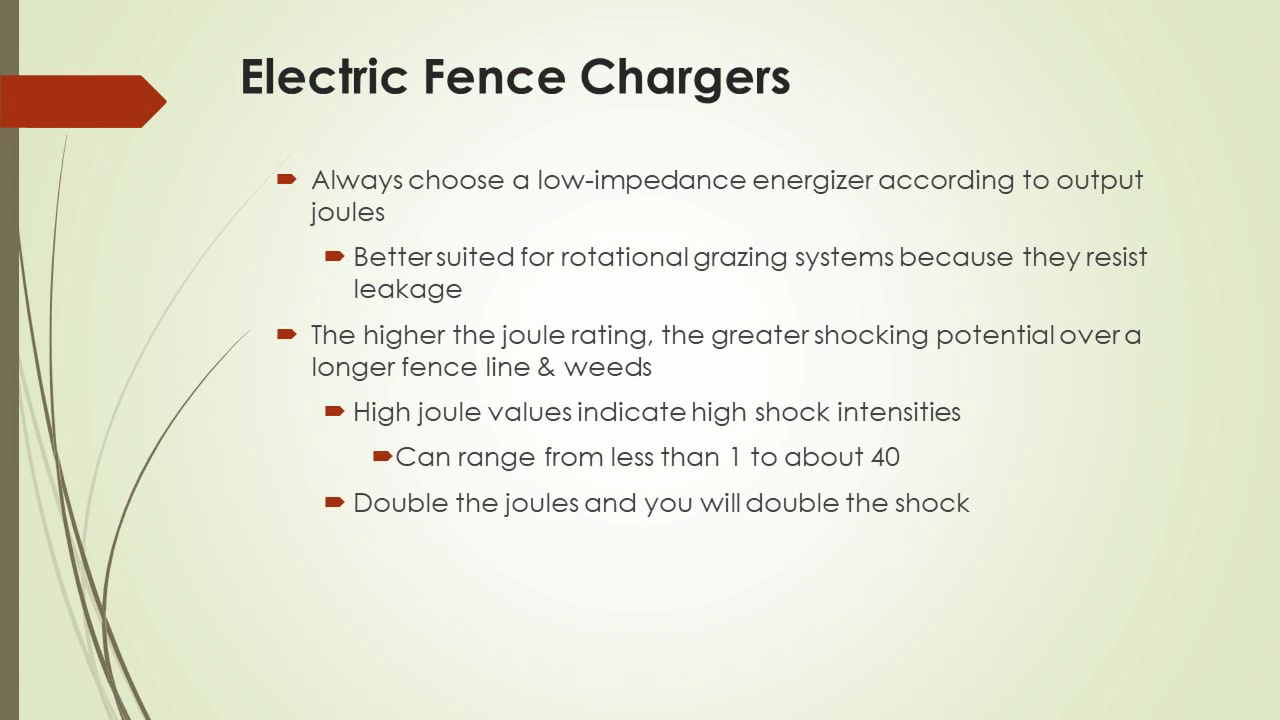 Electric Fence Chargers
Always choose a low-impedance energizer according to output
joules
Better suited for rotational grazing systems because they resist
leakage
The higher the joule rating, the greater shocking potential over a
longer fence line & weeds
High joule values indicate high shock intensities
Can range from less than 1 to about 40
Double the joules and you will double the shock